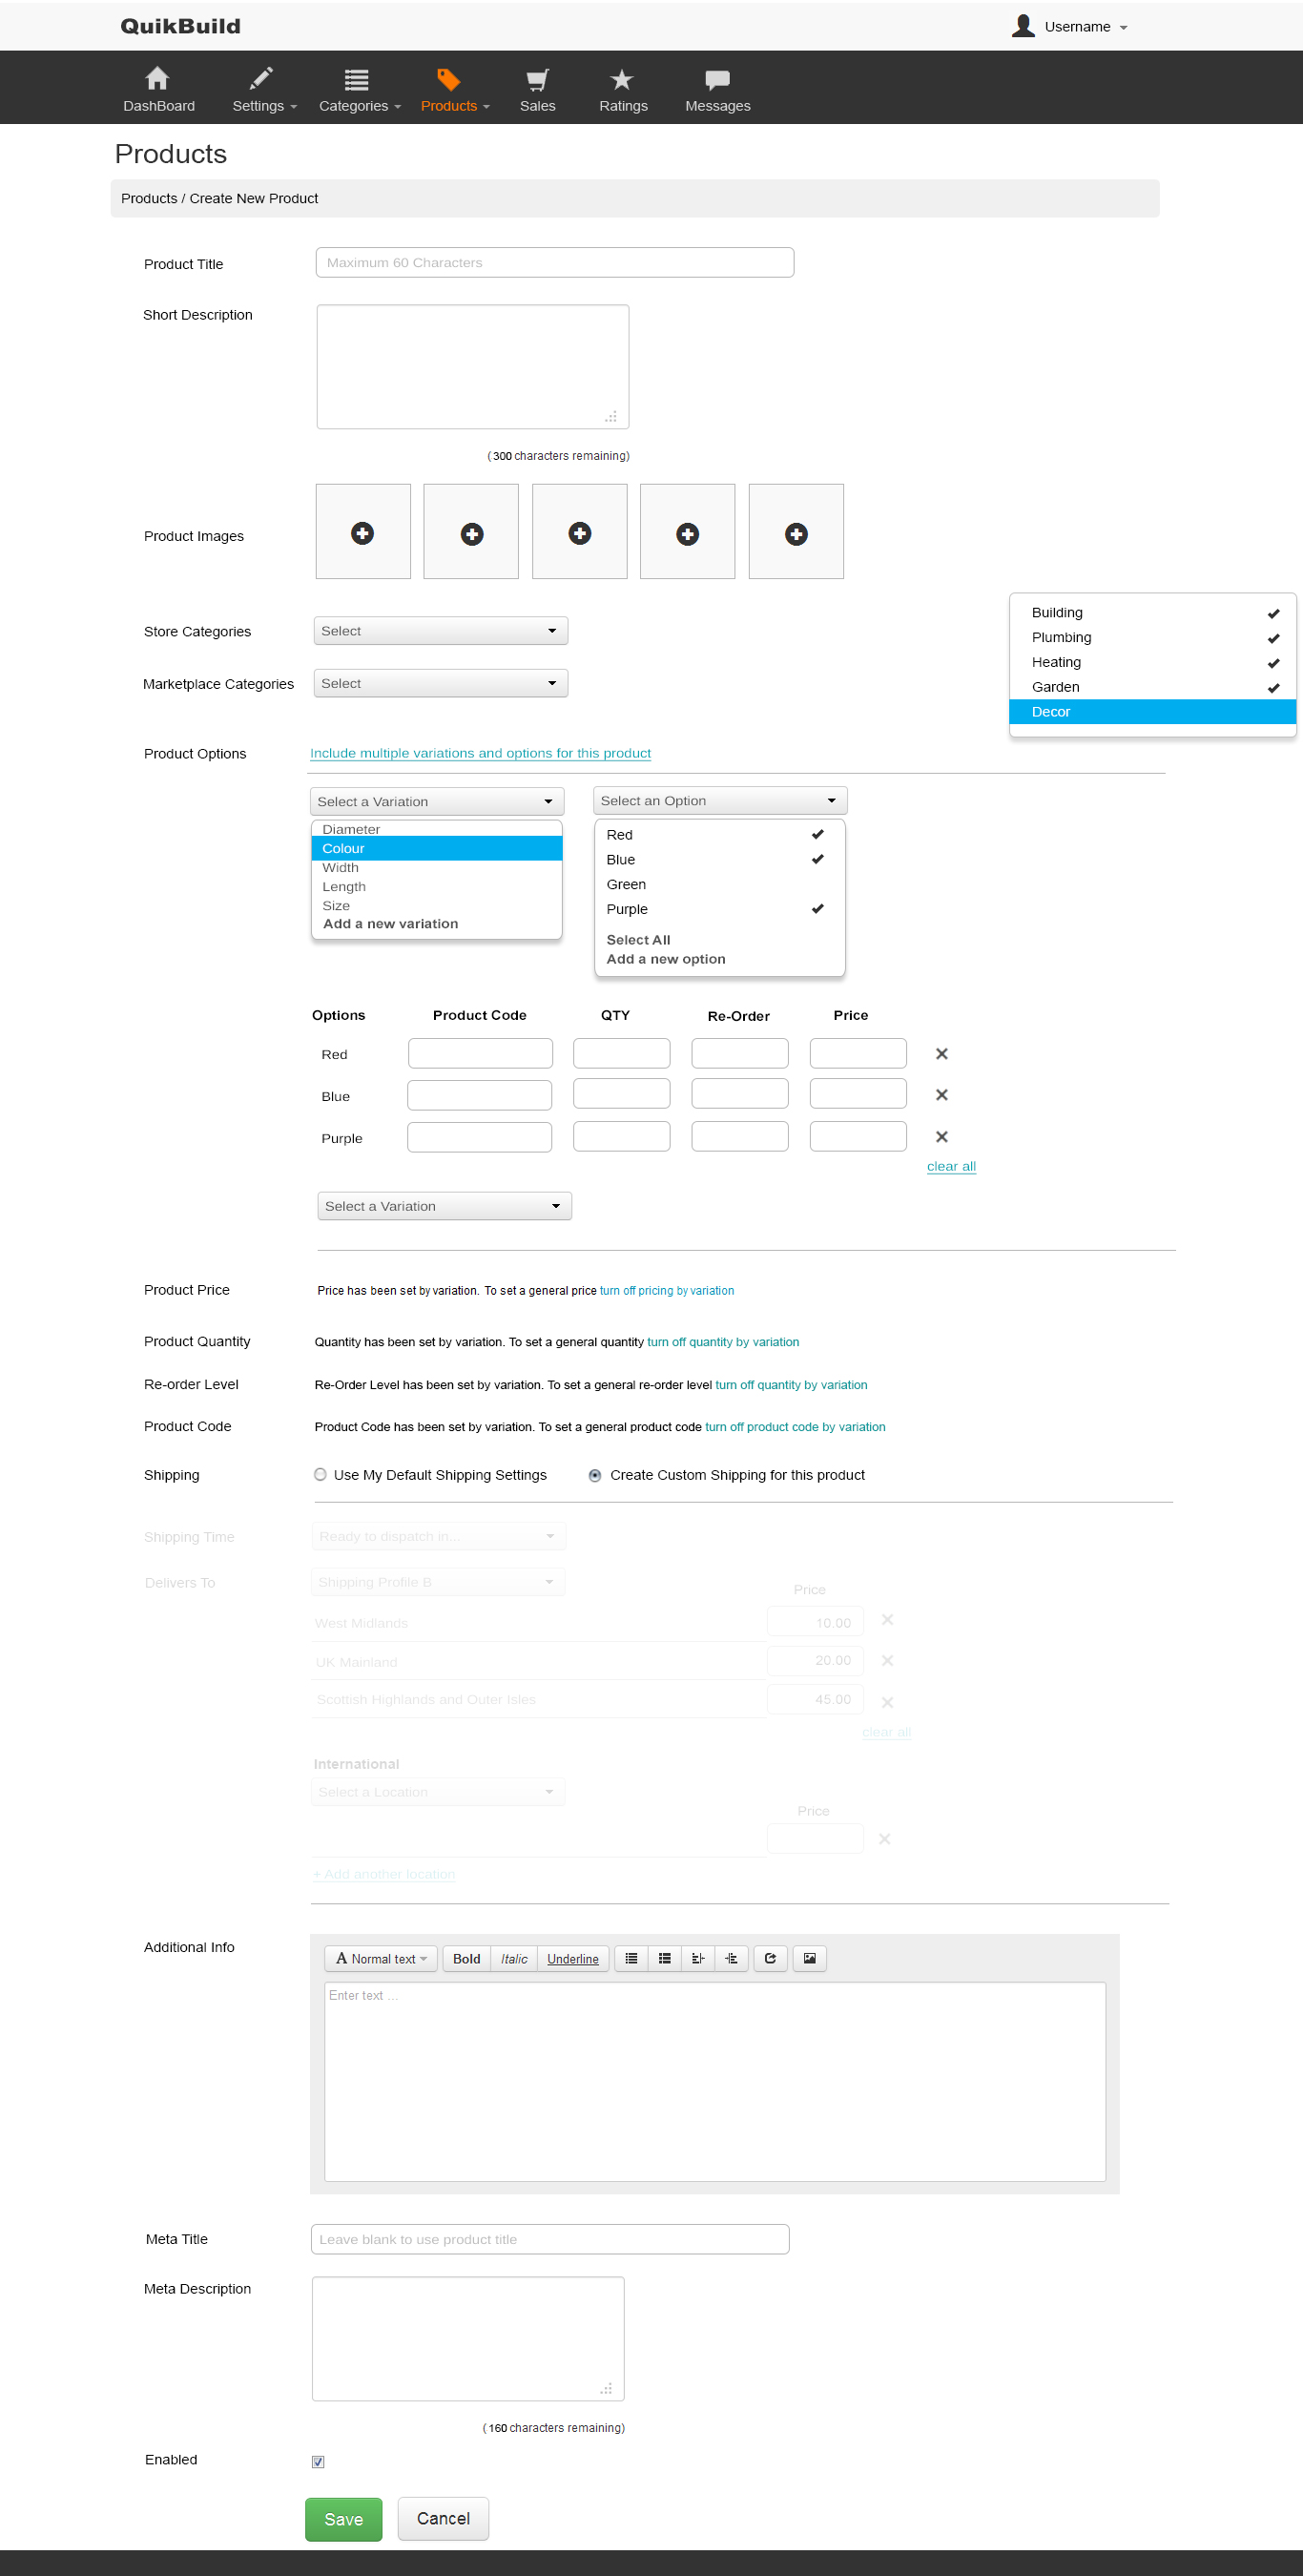 QuikBuild
Username
DashBoard
Settings
Categories
Products
Sales
Ratings
Messages
Products
Products / Create New Product
Product Title
Maximum 60 Characters
Short Description
( 300 characters remaining)
Product Images
Store Categories
Select
Marketplace Categories
Select
Building
Plumbing
Heating
Garden
Decor
Product Options
Include multiple variations and options for this product
Select a Variation
Diameter
Colour
Width
Length
Size
Add a new variation
Select an Option
Red
Blue
Green
Purple
Select All
Add a new option
Options Product Code QTY Re-Order Price
Red
Blue
Purple
clear all
Select a Variation
Product Price
Price has been set by variation. To set a general price turn off pricing by variation
Product Quantity
Quantity has been set by variation. To set a general quantity turn off quantity by variation
Re-order Level
Re-Order Level has been set by variation. To set a general re-order level turn off quantity by variation
Product Code
Product Code has been set by variation. To set a general product code turn off product code by variation
Shipping
Use My Default Shipping Settings
Create Custom Shipping for this product
Shipping Time
Ready to dispatch in...
Delivers To
Shipping Profile B
Price
West Midlands 10.00
UK Mainland 20.00
Scottish Highlands and Outer Isles 45.00
clear all
International
Select a Location
Price
+ Add another location
Additional Info
A Normal text Bold Italic Underline
Enter text ...
Meta Title
Leave blank to use product title
Meta Description
( 160 characters remaining)
Enabled
Save
Cancel